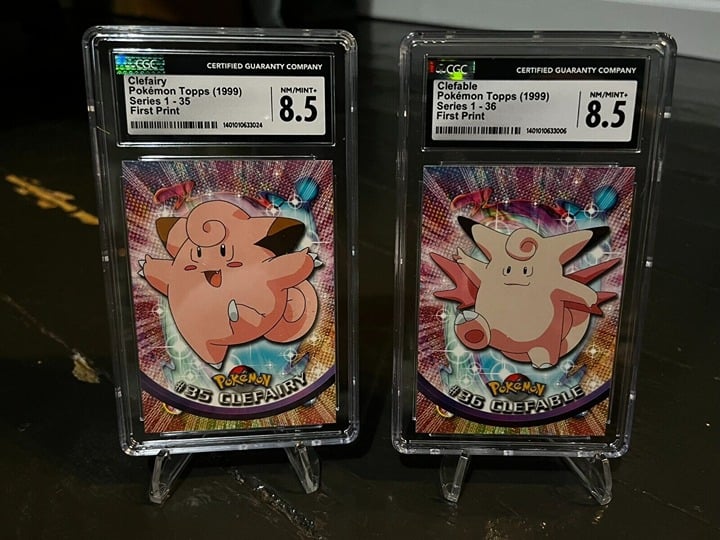 CGC
CERTIFIED GUARANTY COMPANY
Clefairy
Pokémon Topps (1999)
Series 1 - 35
First Print
NM/MINT+
8.5
1401010633024
POKéMON
#35 CLEFAIRY
CGC
CERTIFIED GUARANTY COMPANY
Clefable
Pokémon Topps (1999)
Series 1 - 36
First Print
NM/MINT+
8.5
1401010633006
POKéMON
#36 CLEFABLE